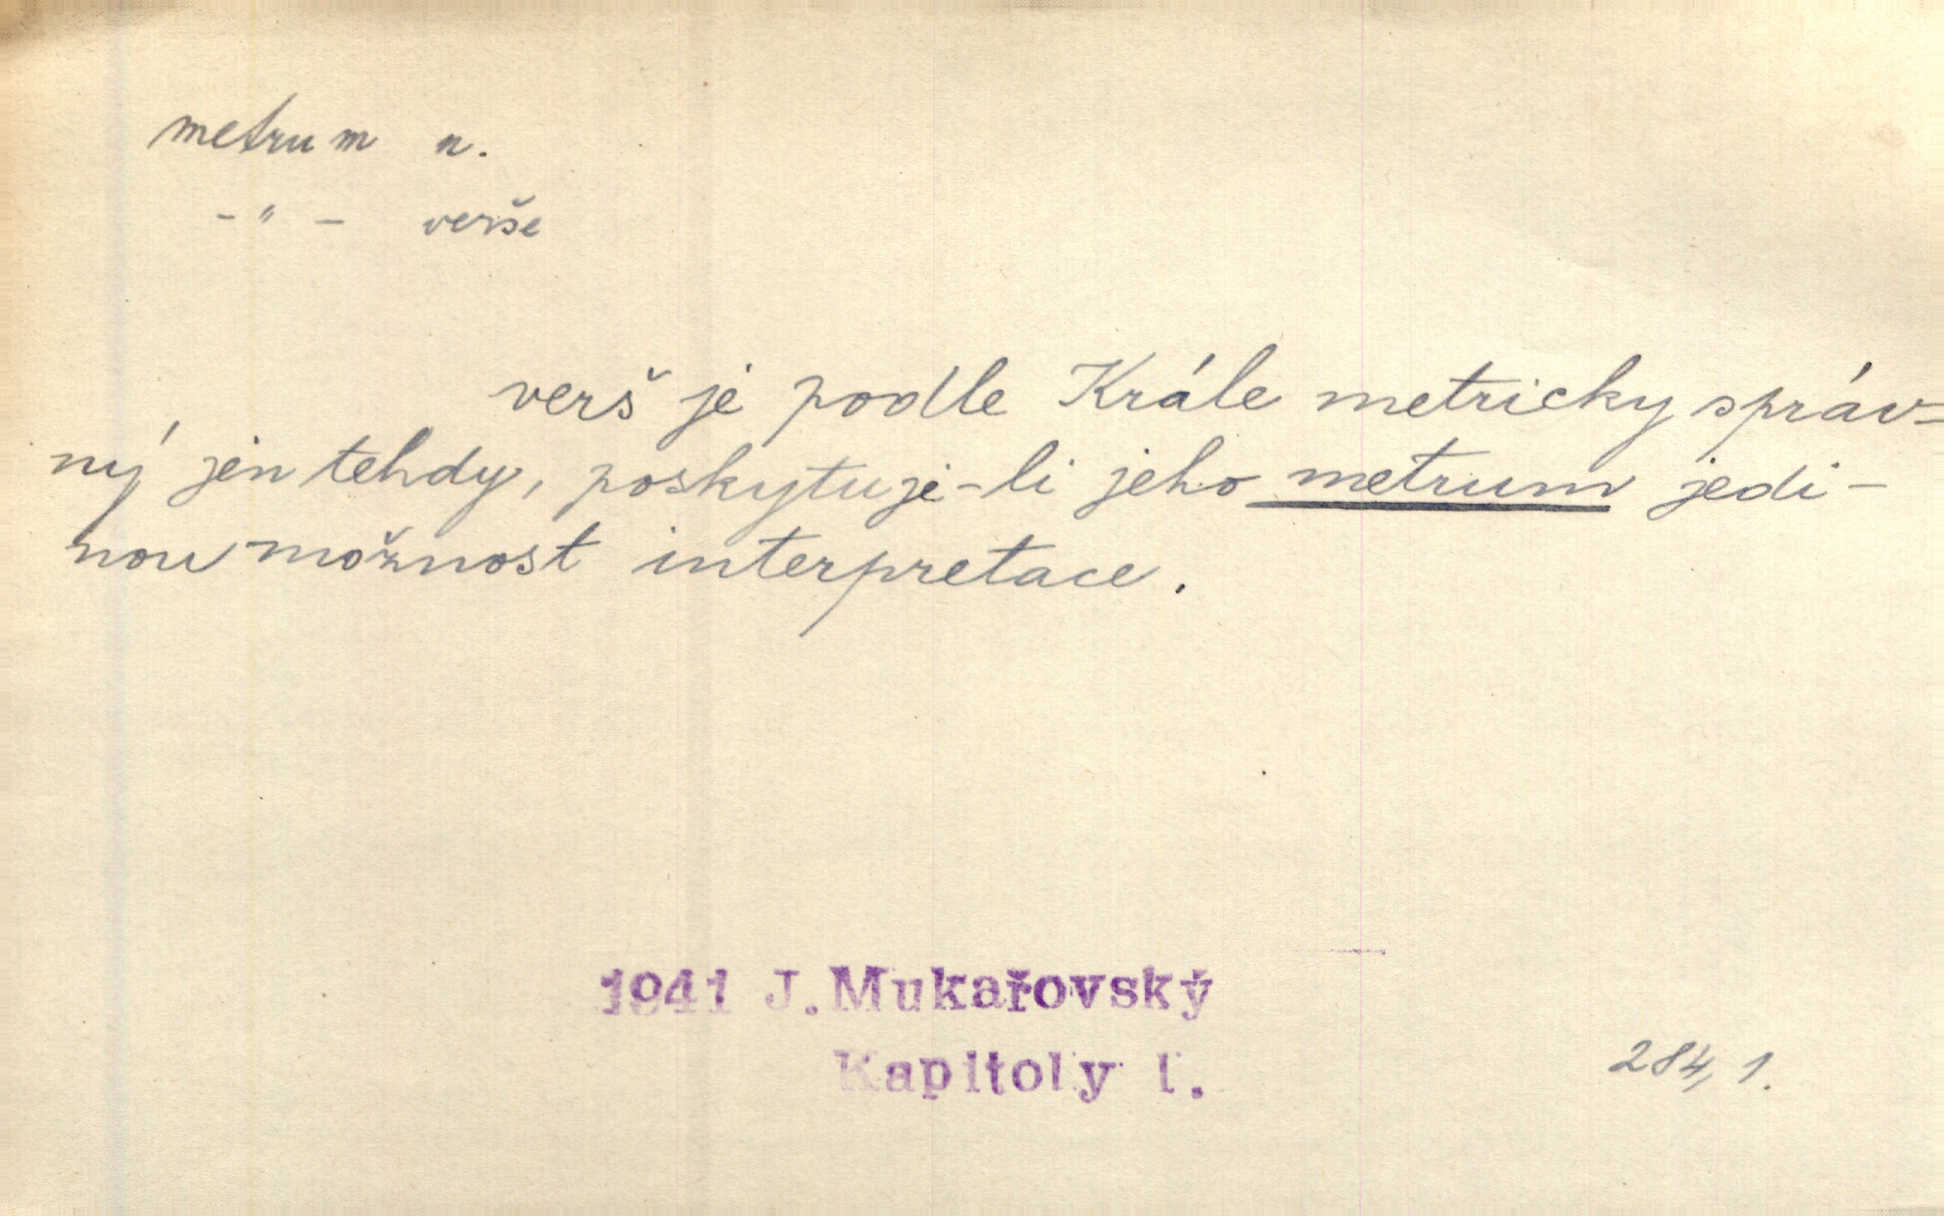 metrum n.
-"- verše
verš je podle Krále metricky správ=
ný jen tehdy, poskytuje-li jeho metrum jedi-
nou možnost interpretace.
1941 J. Mukařovský
Kapitoly I.
284, 1.